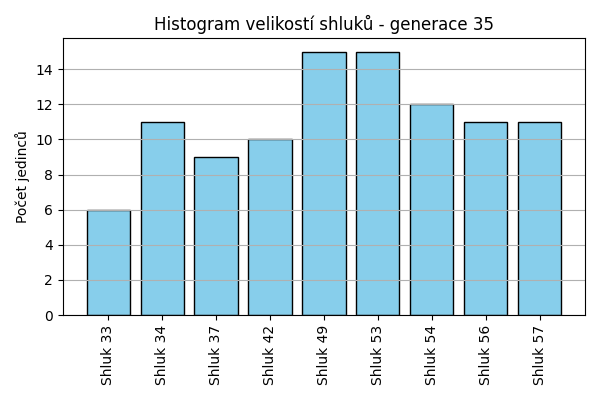 Histogram velikostí shluků - generace 35
Počet jedinců
14
12
10
8
6
4
2
0
Shluk 33
Shluk 34
Shluk 37
Shluk 42
Shluk 49
Shluk 53
Shluk 54
Shluk 56
Shluk 57